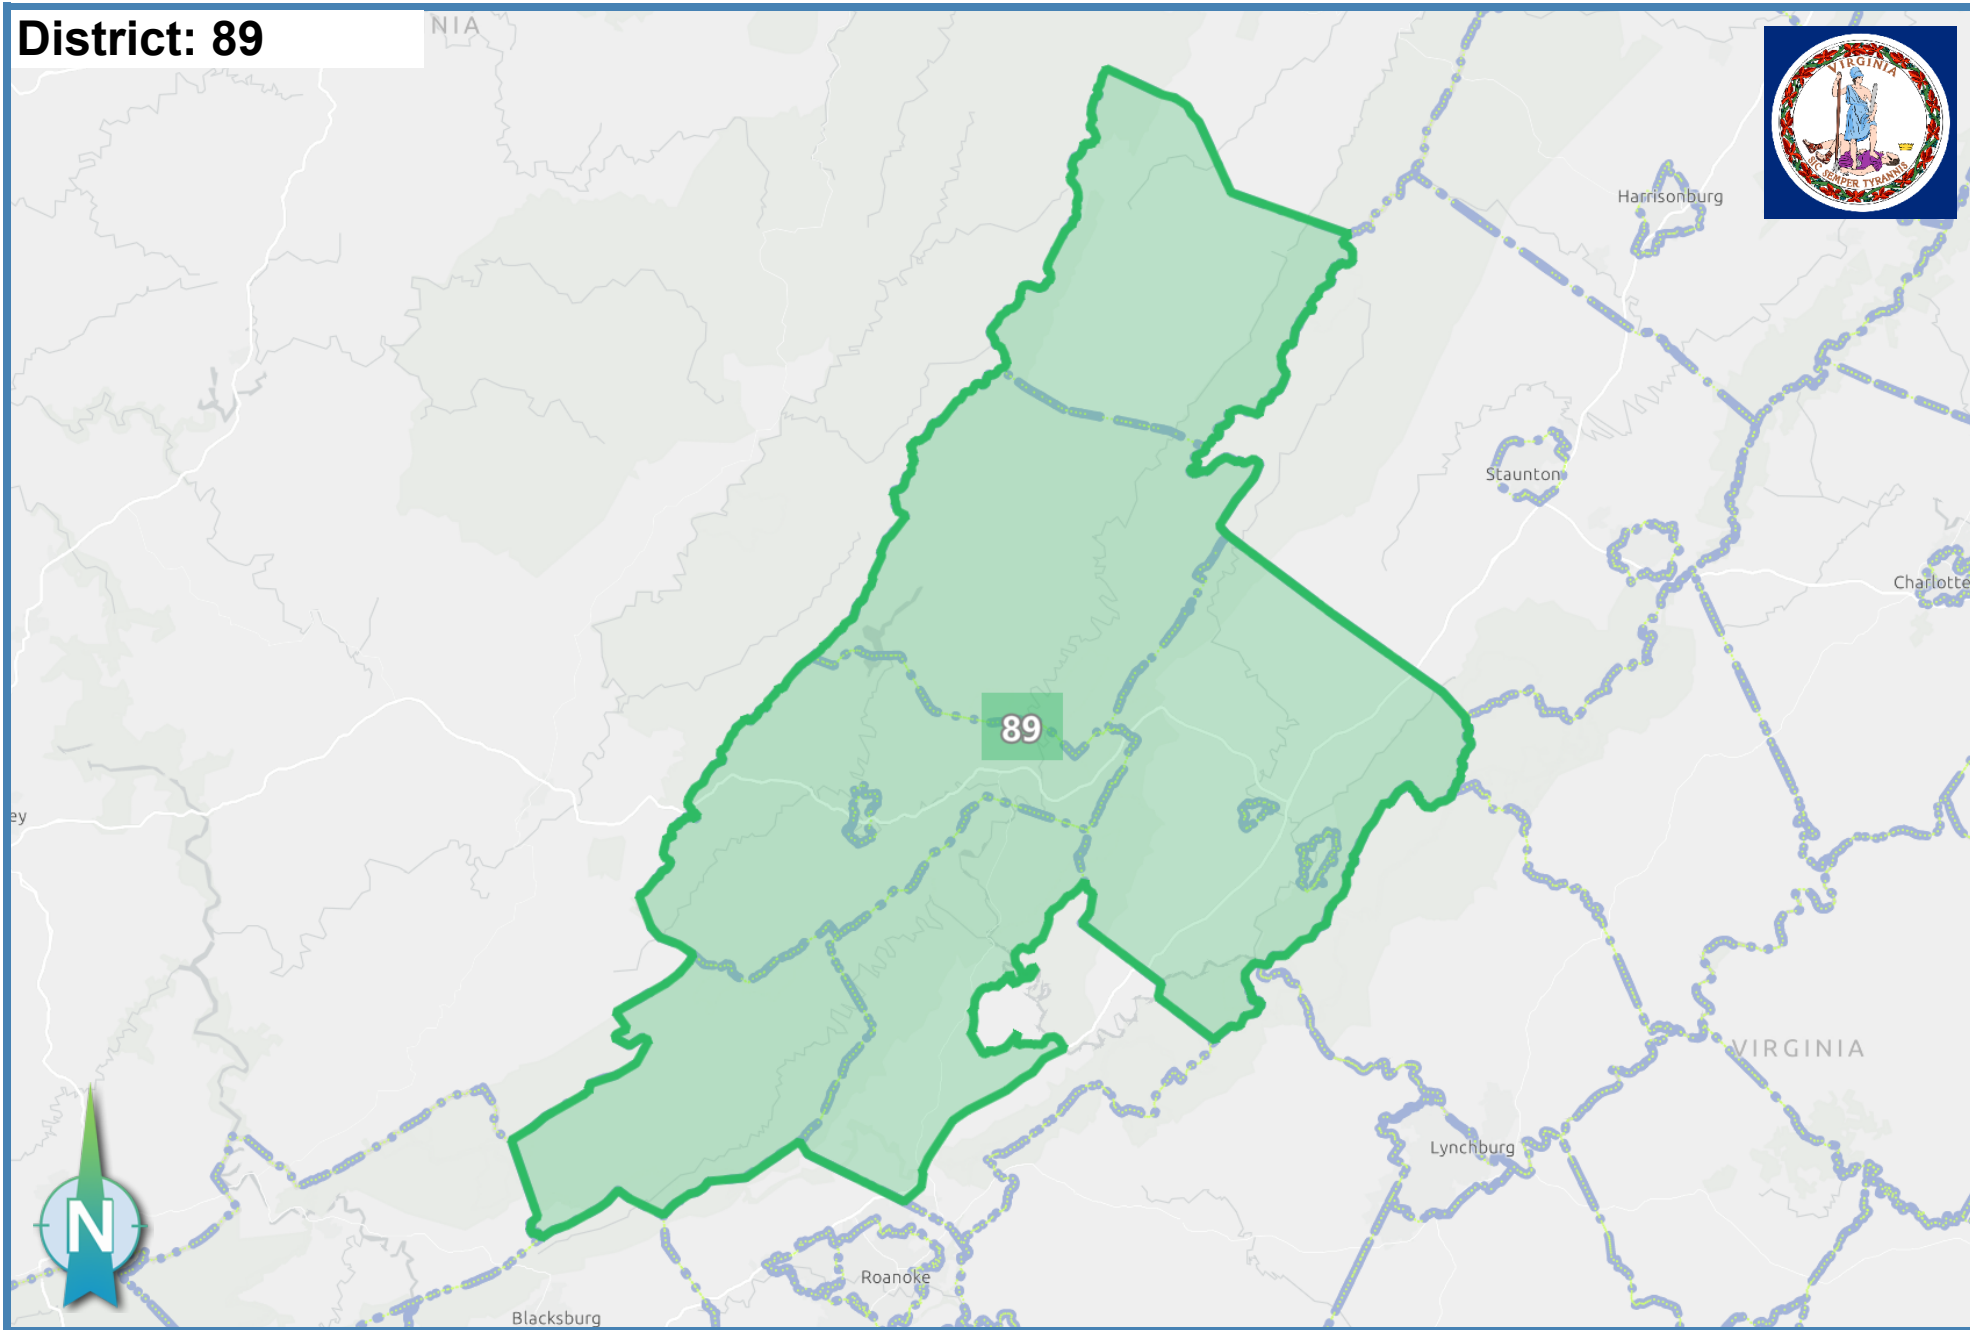 District: 89
NIA
VIRGINIA
SIC SEMPER TYRANNIS
Harrisonburg
Staunton
Charlotte
89
ey
VIRGINIA
Lynchburg
N
Roanoke
Blacksburg